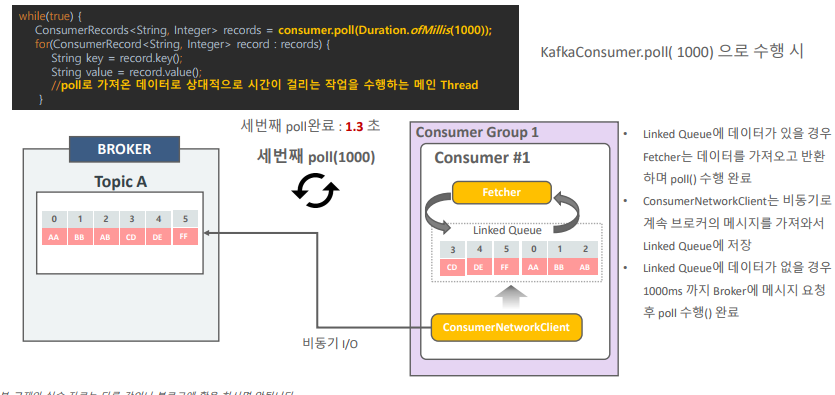 while(true) {
ConsumerRecords<String, Integer> records = consumer.poll(Duration.ofMillis(1000));
for(ConsumerRecord<String, Integer> record : records) {
String key = record.key();
String value = record.value();
//poll로 가져온 데이터로 상대적으로 시간이 걸리는 작업을 수행하는 메인 Thread
}
KafkaConsumer.poll( 1000) 으로 수행 시
세번째 poll완료 : 1.3 초
세번째 poll(1000)
BROKER
Topic A
0 1 2 3 4 5
AA BB AB CD DE FF
Consumer Group 1
Consumer #1
Fetcher
Linked Queue
3 4 5 0 1 2
CD DE FF AA BB AB
ConsumerNetworkClient
비동기 I/O
• Linked Queue에 데이터가 있을 경우
Fetcher는 데이터를 가져오고 반환
하며 poll() 수행 완료
• ConsumerNetworkClient는 비동기로
계속 브로커의 메시지를 가져와서
Linked Queue에 저장
• Linked Queue에 데이터가 없을 경우
1000ms 까지 Broker에 메시지 요청
후 poll 수행() 완료